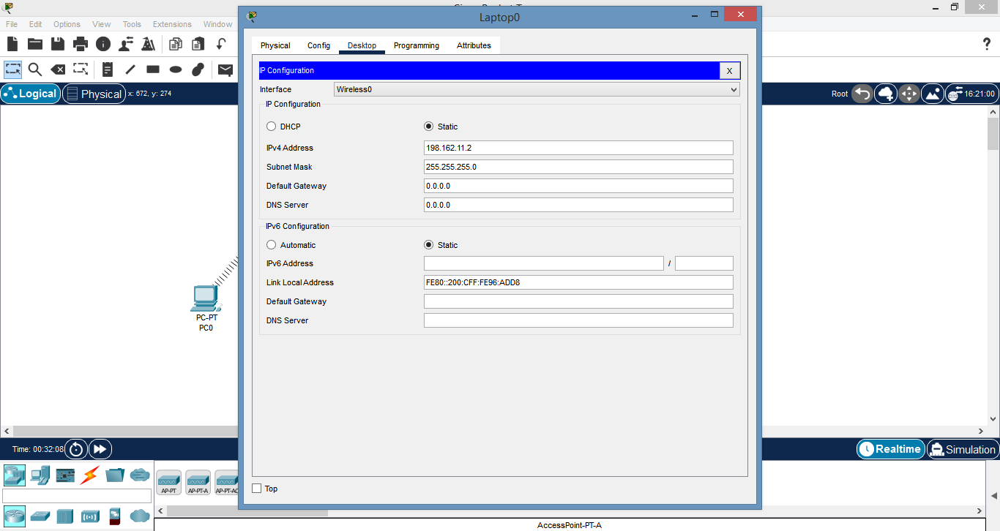 Laptop0
File Edit Options View Tools Extensions Window
?
Physical Config Desktop Programming Attributes
IP Configuration X
Interface Wireless0
IP Configuration
DHCP Static
IPv4 Address 198.162.11.2
Subnet Mask 255.255.255.0
Default Gateway 0.0.0.0
DNS Server 0.0.0.0
IPv6 Configuration
Automatic Static
IPv6 Address /
Link Local Address FE80::200:CFF:FE96:ADD8
Default Gateway
DNS Server
Top
Logical Physical x: 672, y: 274
Root 16:21:00
PC-PT
PC0
Time: 00:32:08
Realtime Simulation
AP-PT AP-PT-A AP-PT-AC
AccessPoint-PT-A